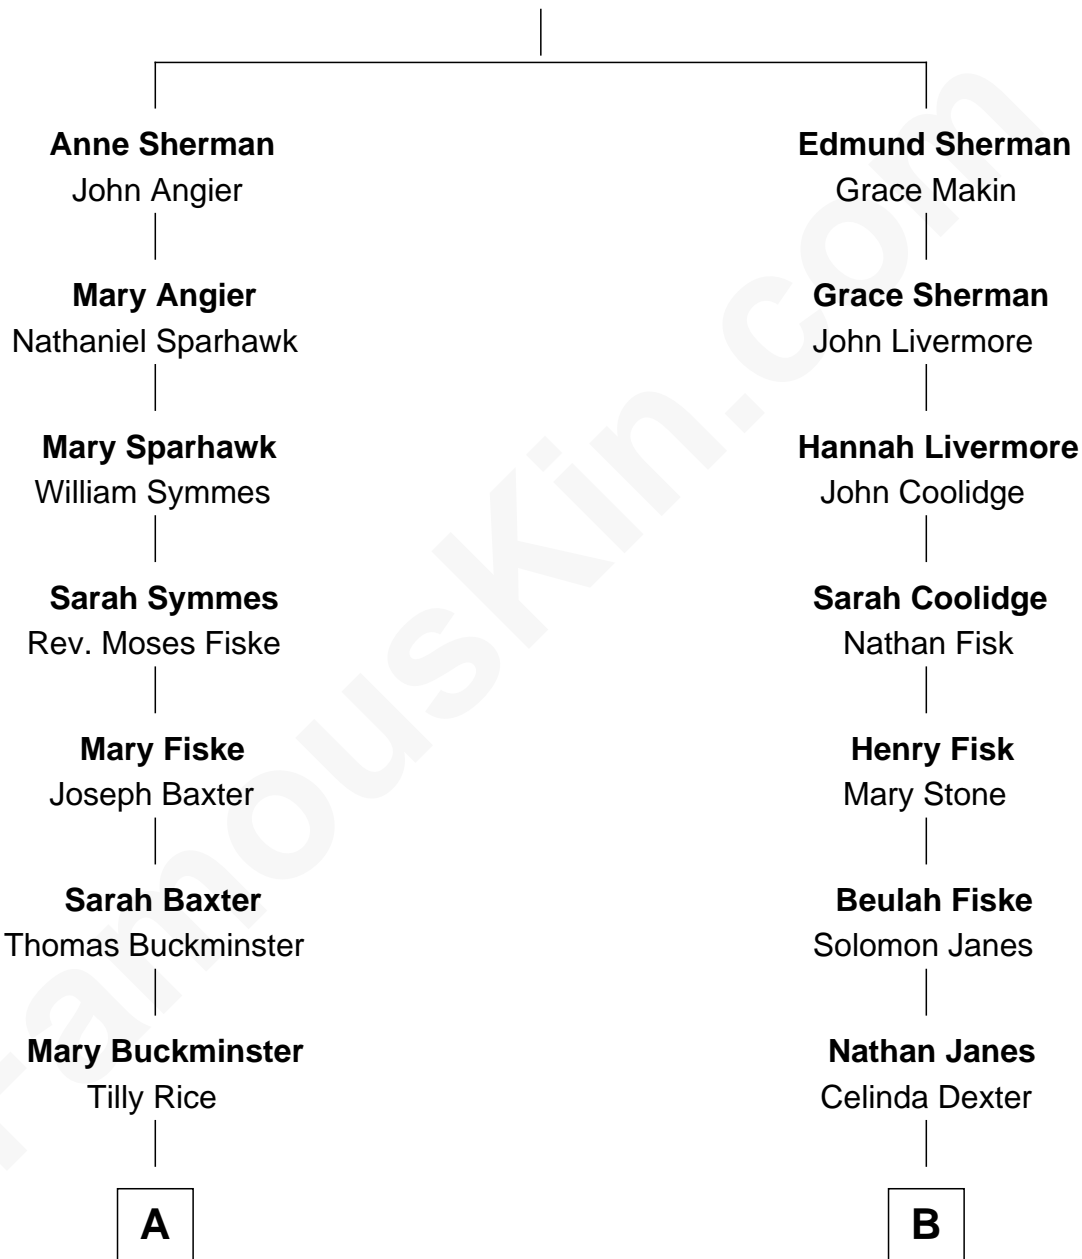 Anne Sherman
John Angier
Mary Angier
Nathaniel Sparhawk
Mary Sparhawk
William Symmes
Sarah Symmes
Rev. Moses Fiske
Mary Fiske
Joseph Baxter
Sarah Baxter
Thomas Buckminster
Mary Buckminster
Tilly Rice
A
Edmund Sherman
Grace Makin
Grace Sherman
John Livermore
Hannah Livermore
John Coolidge
Sarah Coolidge
Nathan Fisk
Henry Fisk
Mary Stone
Beulah Fiske
Solomon Janes
Nathan Janes
Celinda Dexter
B
FamousKin.com